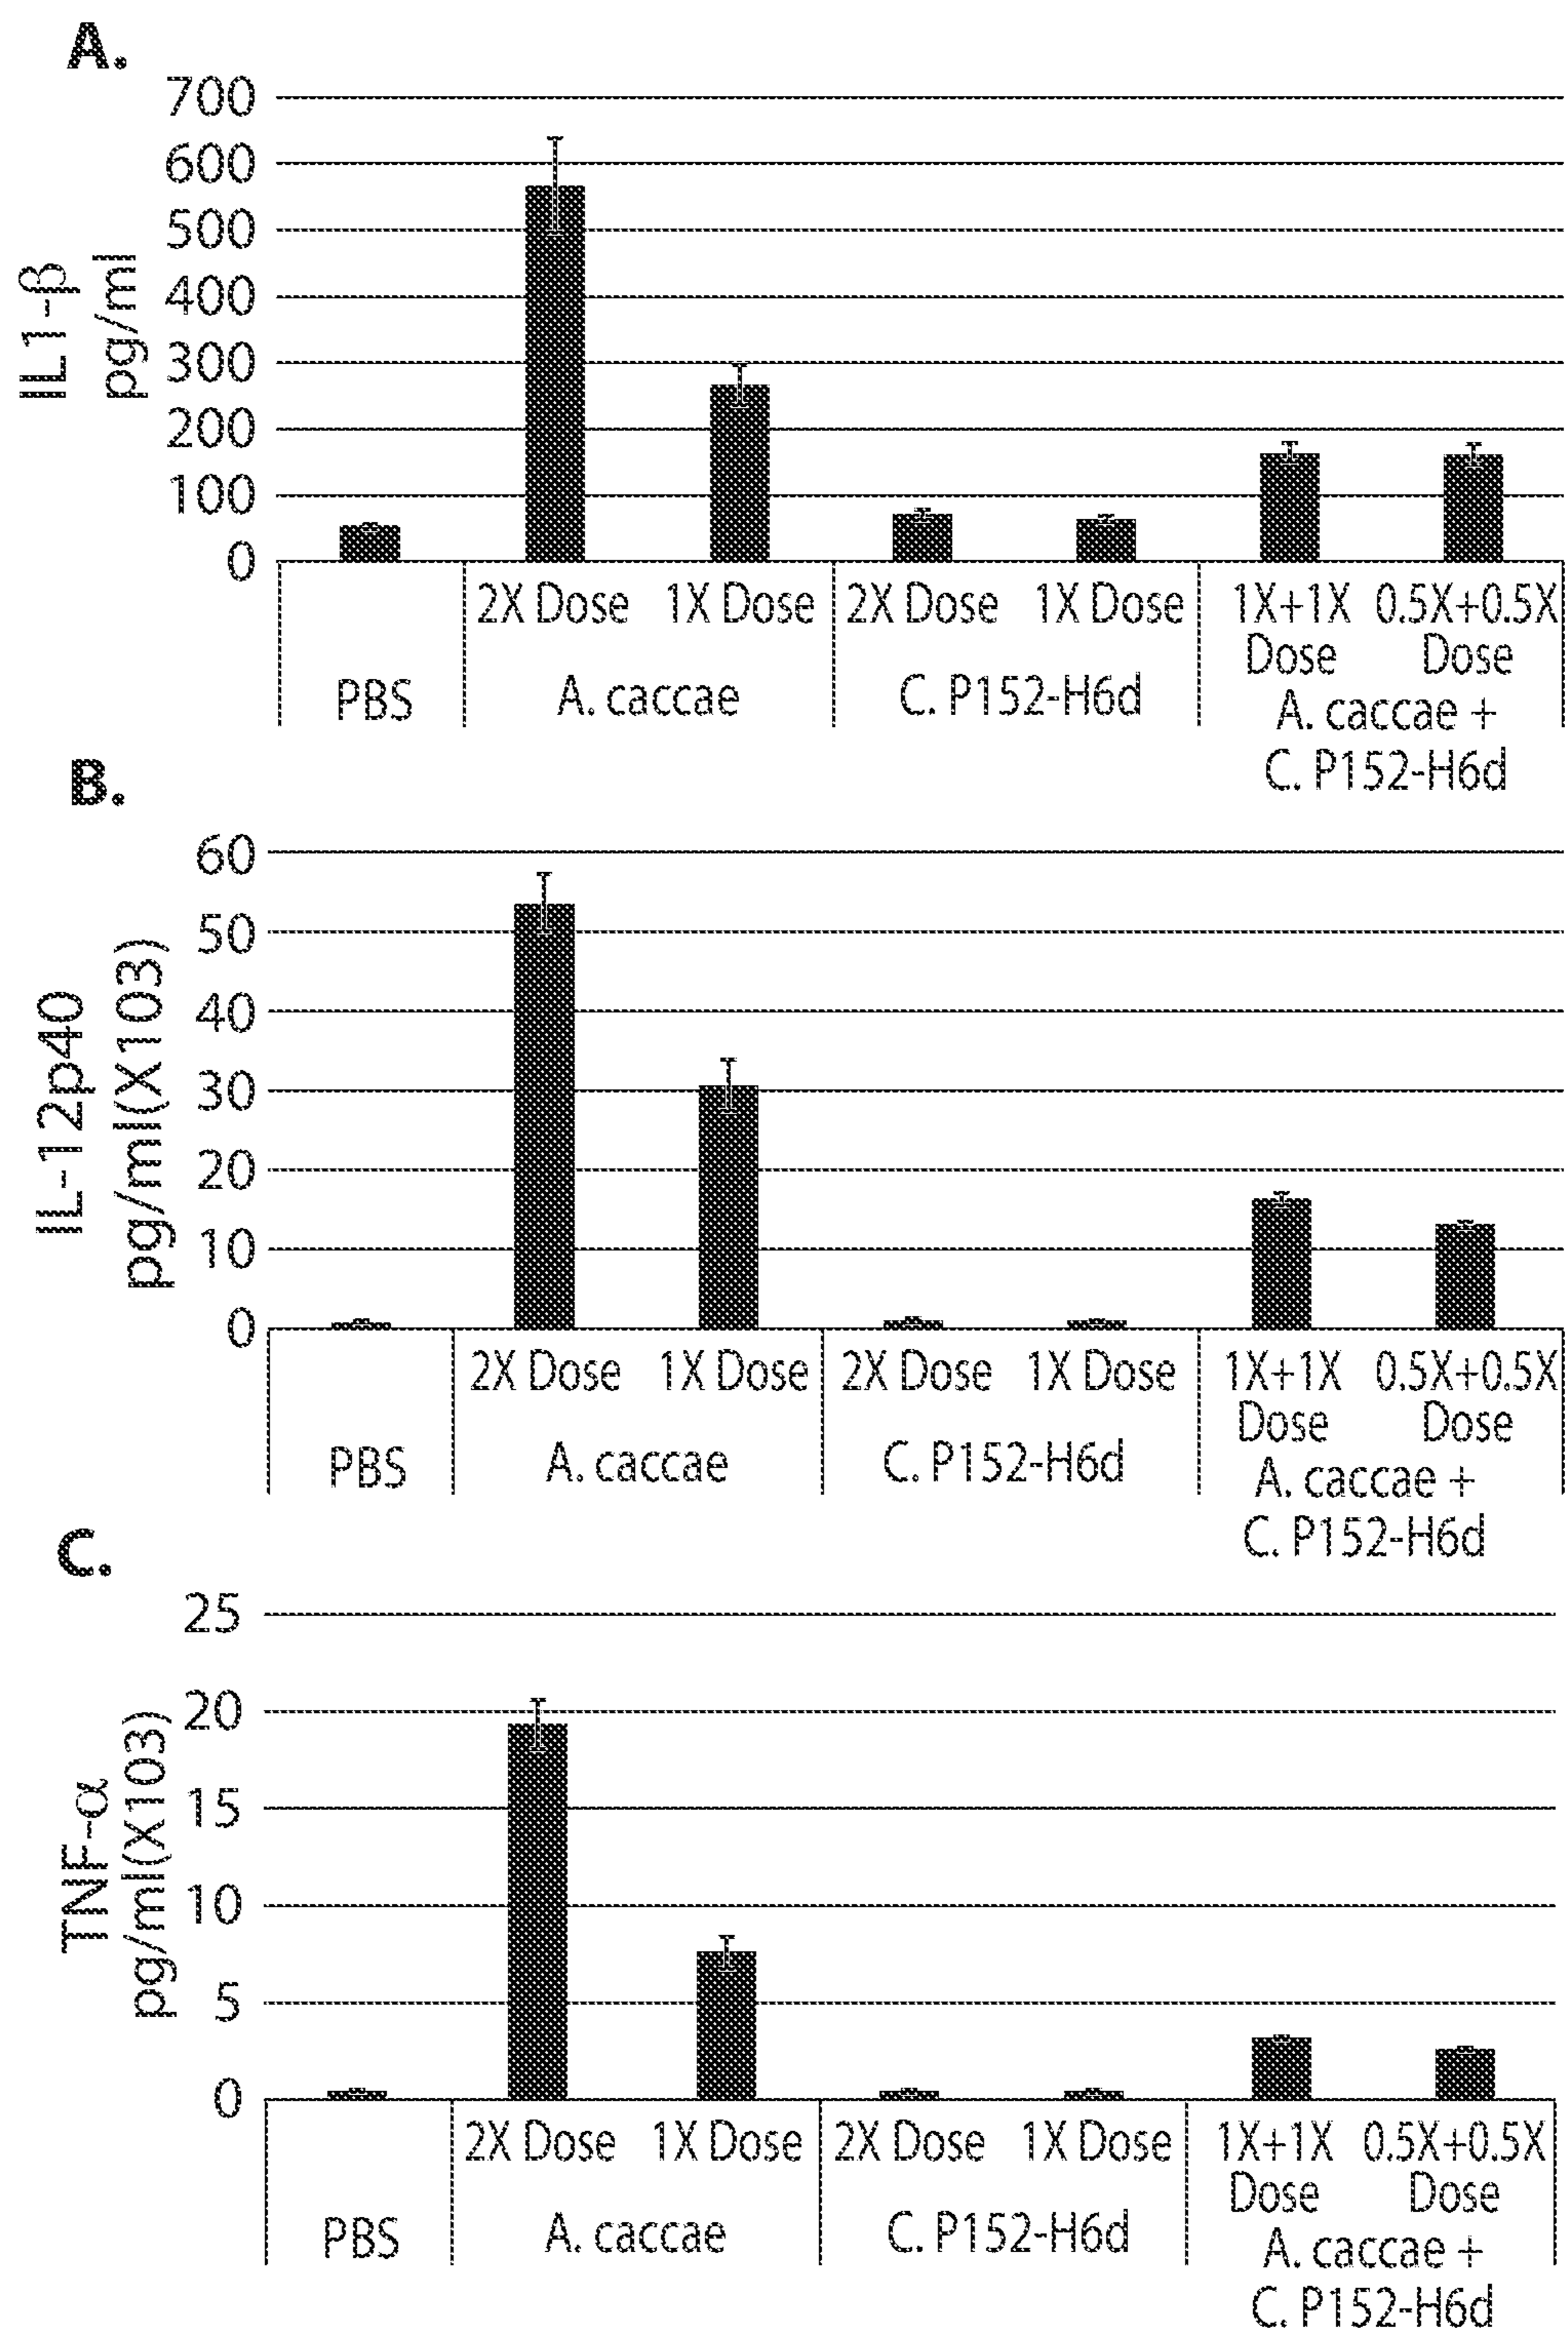 A.
700
600
500
400
300
200
100
0
IL1-β
pg/ml
2X Dose 1X Dose 2X Dose 1X Dose 1X+1X 0.5X+0.5X
Dose Dose
PBS A. caccae C. P152-H6d A. caccae +
C. P152-H6d
B.
60
50
40
30
20
10
0
IL-12p40
pg/ml(X103)
2X Dose 1X Dose 2X Dose 1X Dose 1X+1X 0.5X+0.5X
Dose Dose
PBS A. caccae C. P152-H6d A. caccae +
C. P152-H6d
C.
25
20
15
10
5
0
TNF-α
pg/ml(X103)
2X Dose 1X Dose 2X Dose 1X Dose 1X+1X 0.5X+0.5X
Dose Dose
PBS A. caccae C. P152-H6d A. caccae +
C. P152-H6d